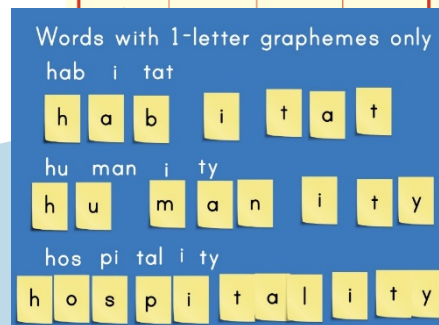 Words with 1-letter graphemes only
hab i tat
h a b i t a t
hu man i ty
h u m a n i t y
hos pi tal i ty
h o s p i t a l i t y